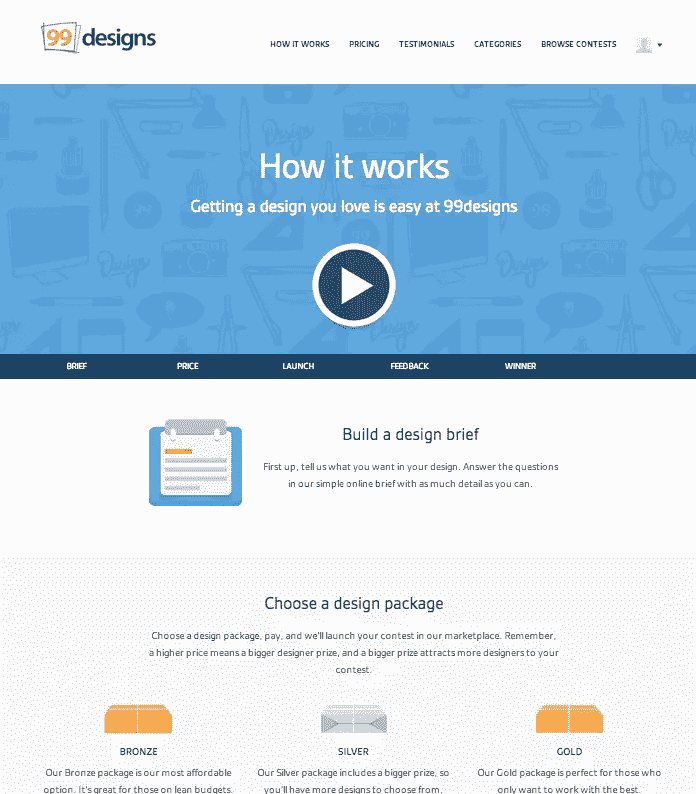 99designs
HOW IT WORKS PRICING TESTIMONIALS CATEGORIES BROWSE CONTESTS
How it works
Getting a design you love is easy at 99designs
BRIEF PRICE LAUNCH FEEDBACK WINNER
Build a design brief
First up, tell us what you want in your design. Answer the questions
in our simple online brief with as much detail as you can.
Choose a design package
Choose a design package, pay, and we'll launch your contest in our marketplace. Remember,
a higher price means a bigger designer prize, and a bigger prize attracts more designers to your
contest.
BRONZE
Our Bronze package is our most affordable
option. It's great for those on lean budgets.
SILVER
Our Silver package includes a bigger prize, so
you'll have more designs to choose from.
GOLD
Our Gold package is perfect for those who
only want to work with the best.